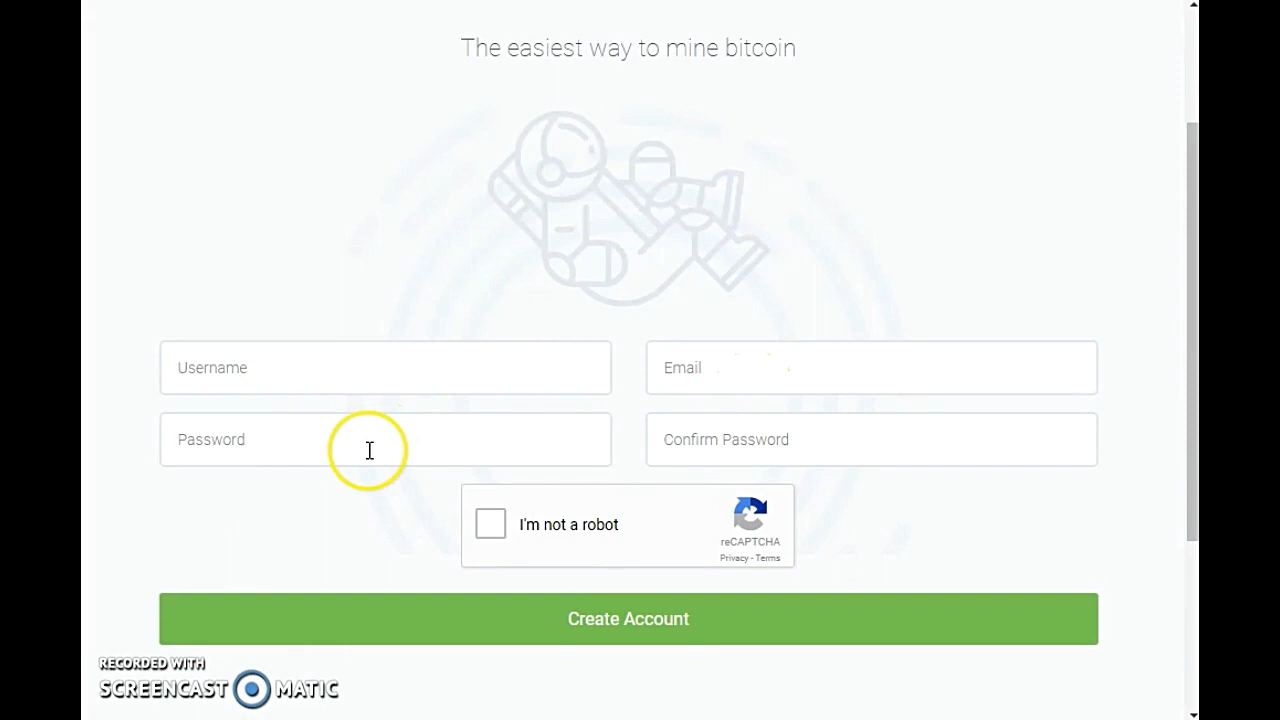 The easiest way to mine bitcoin
Username
Email
Password
Confirm Password
I'm not a robot
reCAPTCHA
Privacy - Terms
Create Account
RECORDED WITH
SCREENCAST MATIC